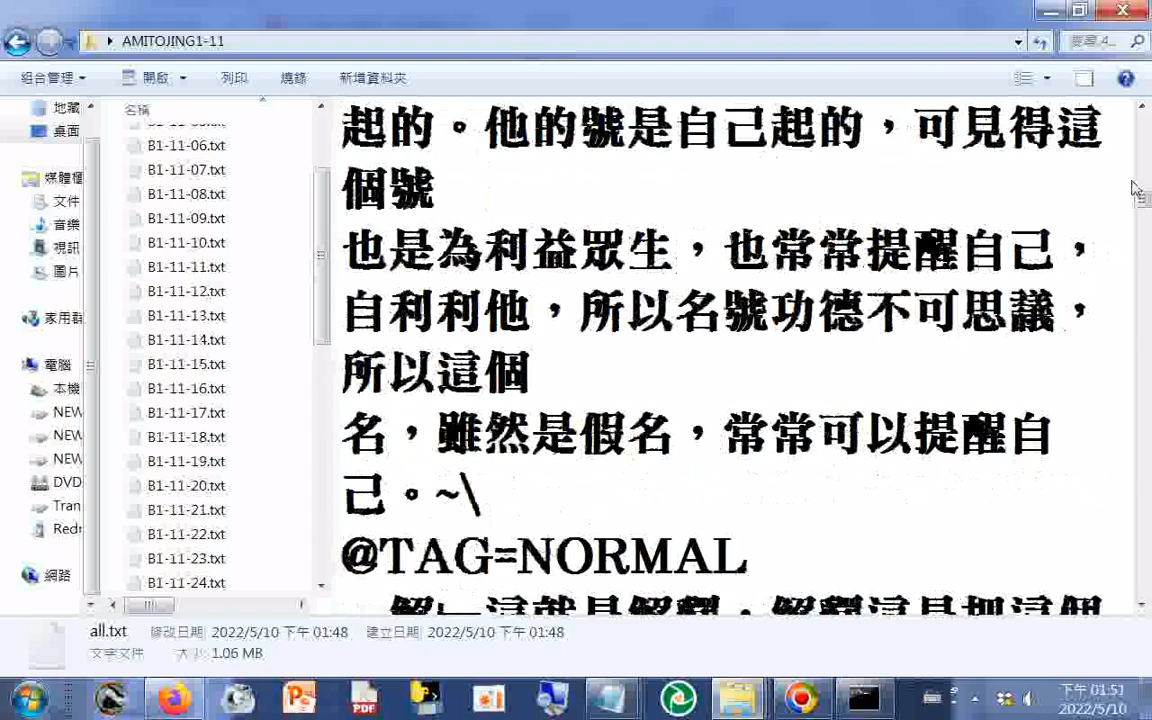 AMITOJING1-11
組合管理
開啟
列印
燒錄
新增資料夾
名稱
地藏
桌面
媒體櫃
文件
音樂
視訊
圖片
家用群
電腦
本機
NEW
NEW
NEW
DVD
Tran
Redr
網路
B1-11-06.txt
B1-11-07.txt
B1-11-08.txt
B1-11-09.txt
B1-11-10.txt
B1-11-11.txt
B1-11-12.txt
B1-11-13.txt
B1-11-14.txt
B1-11-15.txt
B1-11-16.txt
B1-11-17.txt
B1-11-18.txt
B1-11-19.txt
B1-11-20.txt
B1-11-21.txt
B1-11-22.txt
B1-11-23.txt
B1-11-24.txt
起的。他的號是自己起的，可見得這
個號
也是為利益眾生，也常常提醒自己，
自利利他，所以名號功德不可思議，
所以這個
名，雖然是假名，常常可以提醒自
己。~\
@TAG=NORMAL
all.txt 修改日期: 2022/5/10 下午 01:48 建立日期: 2022/5/10 下午 01:48
文字文件 大小: 1.06 MB
PDF
下午 01:51
2022/5/10